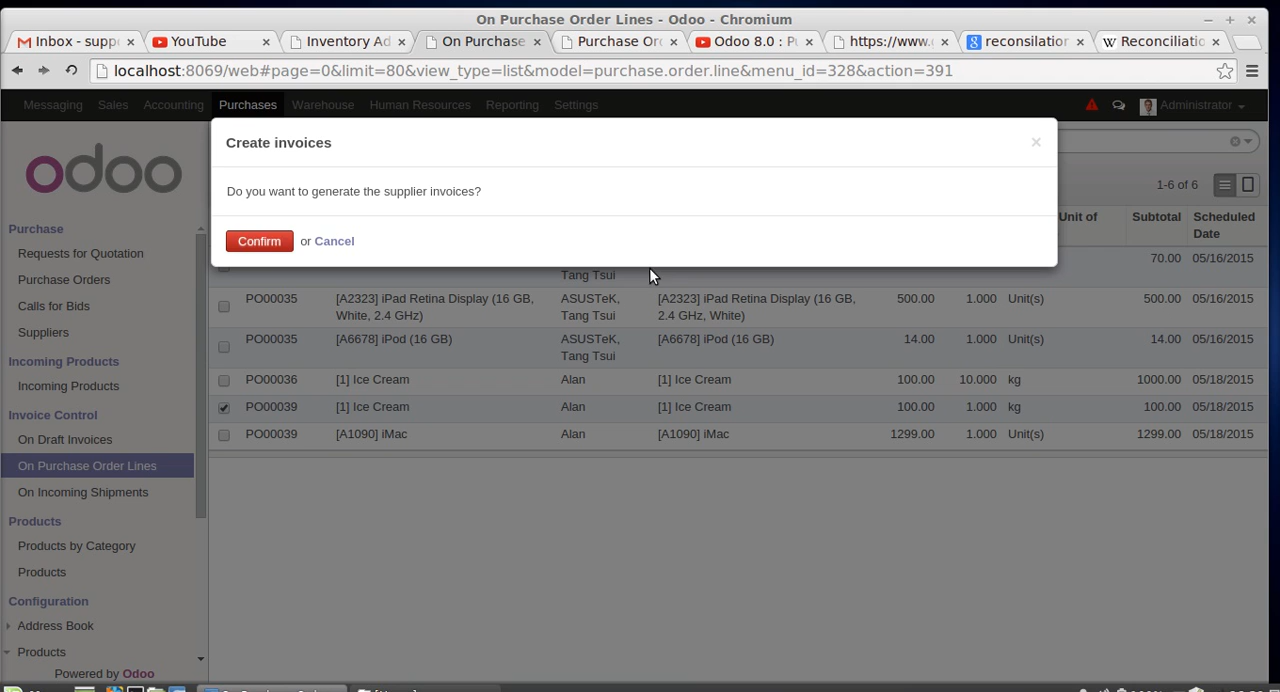 On Purchase Order Lines - Odoo - Chromium
Inbox - supp
YouTube
Inventory Ad
On Purchase
Purchase Or
Odoo 8.0 : P
https://www.
reconsilation
Reconciliatio
localhost:8069/web#page=0&limit=80&view_type=list&model=purchase.order.line&menu_id=328&action=391
Messaging Sales Accounting Purchases Warehouse Human Resources Reporting Settings Administrator
odoo
Create invoices ×
Do you want to generate the supplier invoices?
Confirm or Cancel
1-6 of 6
Unit of Subtotal Scheduled
Date
70.00 05/16/2015
Tang Tsui
PO00035 [A2323] iPad Retina Display (16 GB, ASUSTeK, [A2323] iPad Retina Display (16 GB, 500.00 1.000 Unit(s) 500.00 05/16/2015
White, 2.4 GHz) Tang Tsui 2.4 GHz, White)
PO00035 [A6678] iPod (16 GB) ASUSTeK, [A6678] iPod (16 GB) 14.00 1.000 Unit(s) 14.00 05/16/2015
Tang Tsui
PO00036 [1] Ice Cream Alan [1] Ice Cream 100.00 10.000 kg 1000.00 05/18/2015
PO00039 [1] Ice Cream Alan [1] Ice Cream 100.00 1.000 kg 100.00 05/18/2015
PO00039 [A1090] iMac Alan [A1090] iMac 1299.00 1.000 Unit(s) 1299.00 05/18/2015
Purchase
Requests for Quotation
Purchase Orders
Calls for Bids
Suppliers
Incoming Products
Incoming Products
Invoice Control
On Draft Invoices
On Purchase Order Lines
On Incoming Shipments
Products
Products by Category
Products
Configuration
Address Book
Products
Powered by Odoo